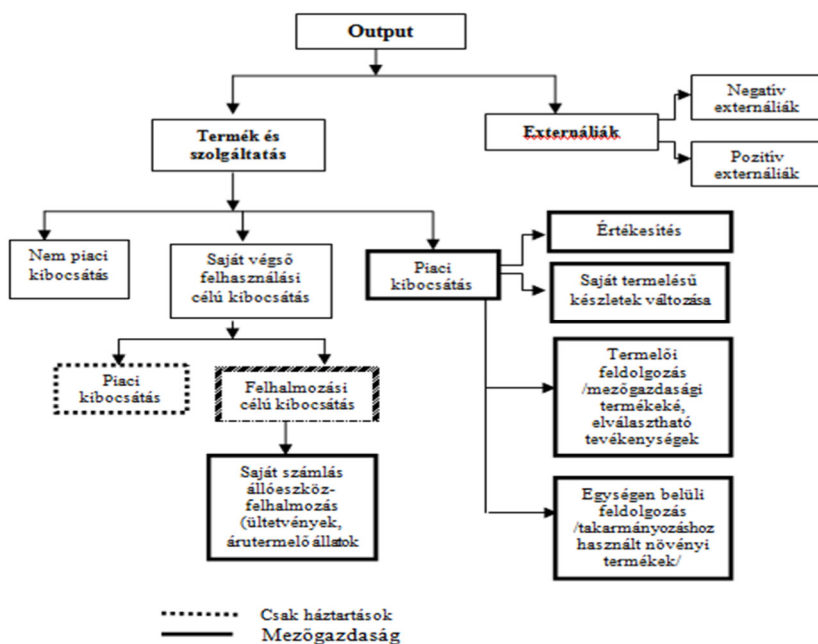 Output
Termék és
szolgáltatás
Externáliák
Negatív
externáliák
Pozitív
externáliák
Nem piaci
kibocsátás
Saját végső
felhasználási
célú kibocsátás
Piaci
kibocsátás
Értékesítés
Saját termelésű
készletek változása
Piaci
kibocsátás
Felhalmozási
célú kibocsátás
Termelői
feldolgozás
/mezőgazdasági
termékeké,
elválasztható
tevékenységek
Saját számlás
állóeszköz-
felhalmozás
(ültetvények,
árutermelő állatok
Egységen belüli
feldolgozás
/takarmányozáshoz
használt növényi
termékek/
Csak háztartások
Mezőgazdaság